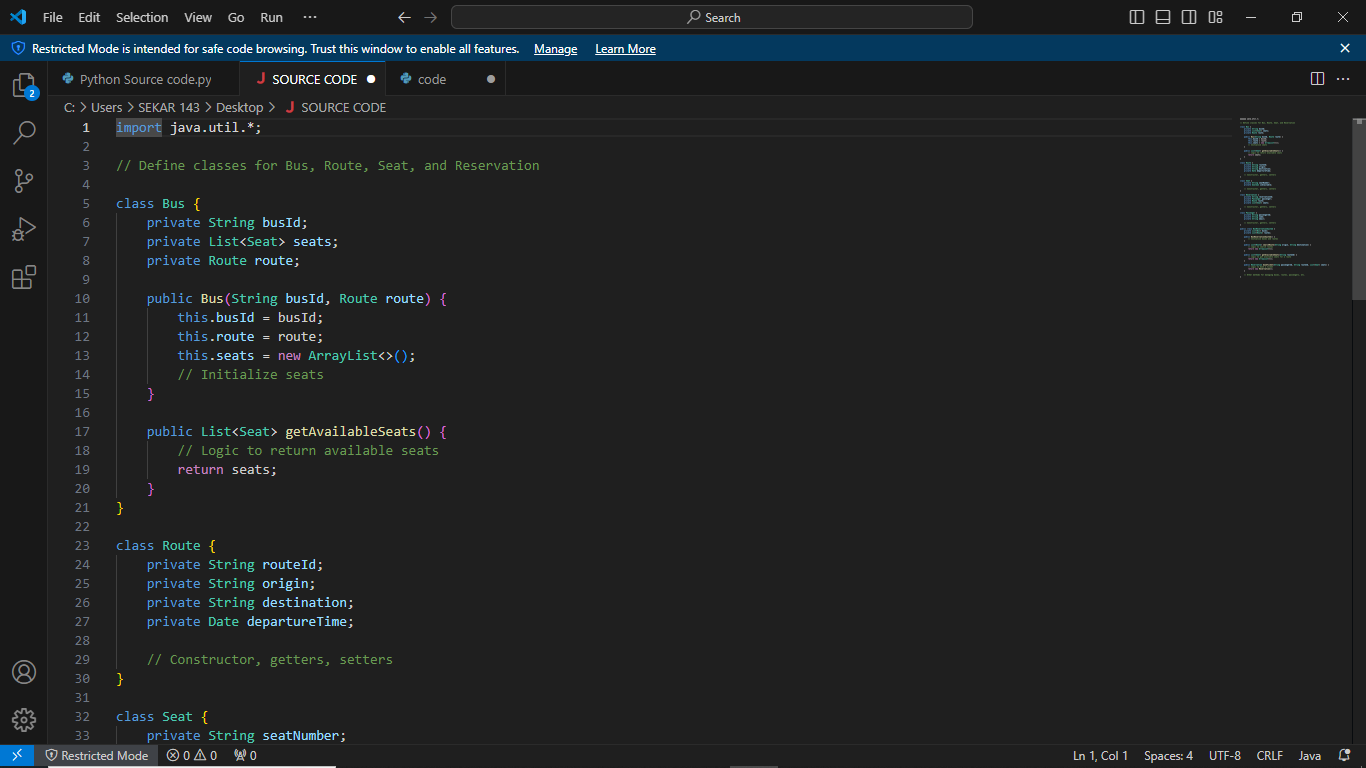 File Edit Selection View Go Run ··· Search
Restricted Mode is intended for safe code browsing. Trust this window to enable all features. Manage Learn More
Python Source code.py J SOURCE CODE code
C: > Users > SEKAR 143 > Desktop > J SOURCE CODE
2
1 import java.util.*;
2
3 // Define classes for Bus, Route, Seat, and Reservation
4
5 class Bus {
6 private String busId;
7 private List<Seat> seats;
8 private Route route;
9
10 public Bus(String busId, Route route) {
11 this.busId = busId;
12 this.route = route;
13 this.seats = new ArrayList<>();
14 // Initialize seats
15 }
16
17 public List<Seat> getAvailableSeats() {
18 // Logic to return available seats
19 return seats;
20 }
21 }
22
23 class Route {
24 private String routeId;
25 private String origin;
26 private String destination;
27 private Date departureTime;
28
29 // Constructor, getters, setters
30 }
31
32 class Seat {
33 private String seatNumber;
Restricted Mode 0 0 0 Ln 1, Col 1 Spaces: 4 UTF-8 CRLF Java